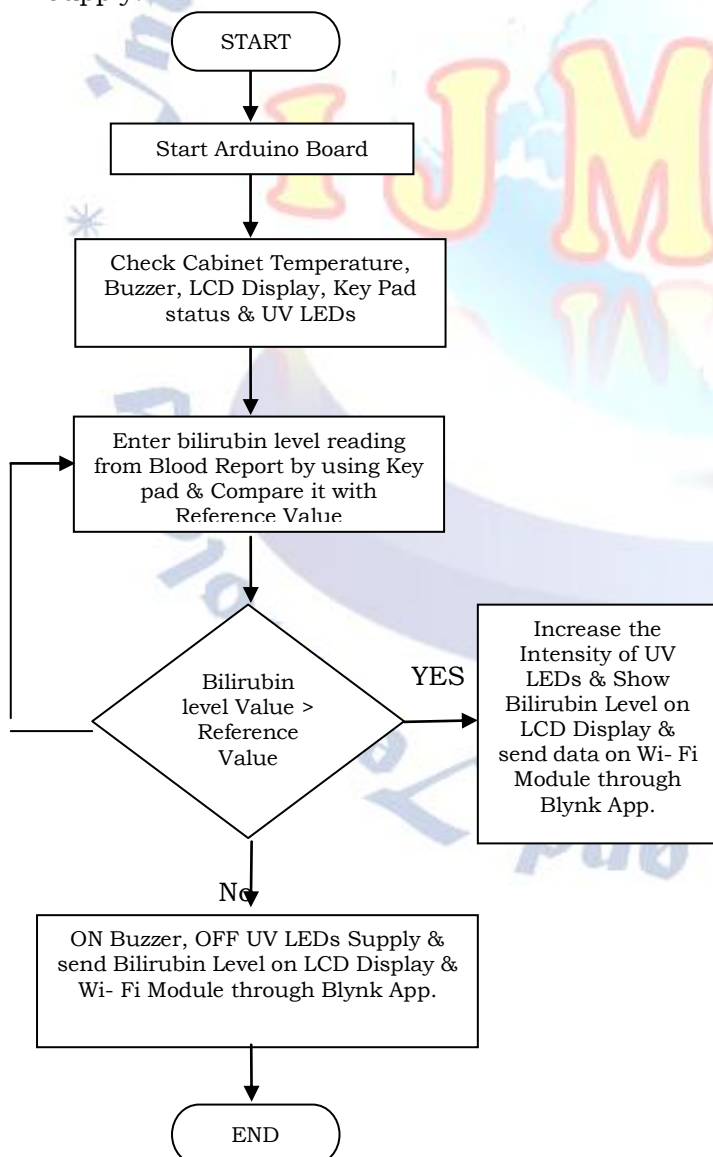 START
Start Arduino Board
Check Cabinet Temperature,
Buzzer, LCD Display, Key Pad
status & UV LEDs
Enter bilirubin level reading
from Blood Report by using Key
pad & Compare it with
Reference Value
Bilirubin
level Value >
Reference
Value
YES
Increase the
Intensity of UV
LEDs & Show
Bilirubin Level on
LCD Display &
send data on Wi- Fi
Module through
Blynk App.
No
ON Buzzer, OFF UV LEDs Supply &
send Bilirubin Level on LCD Display &
Wi- Fi Module through Blynk App.
END
IJM
and